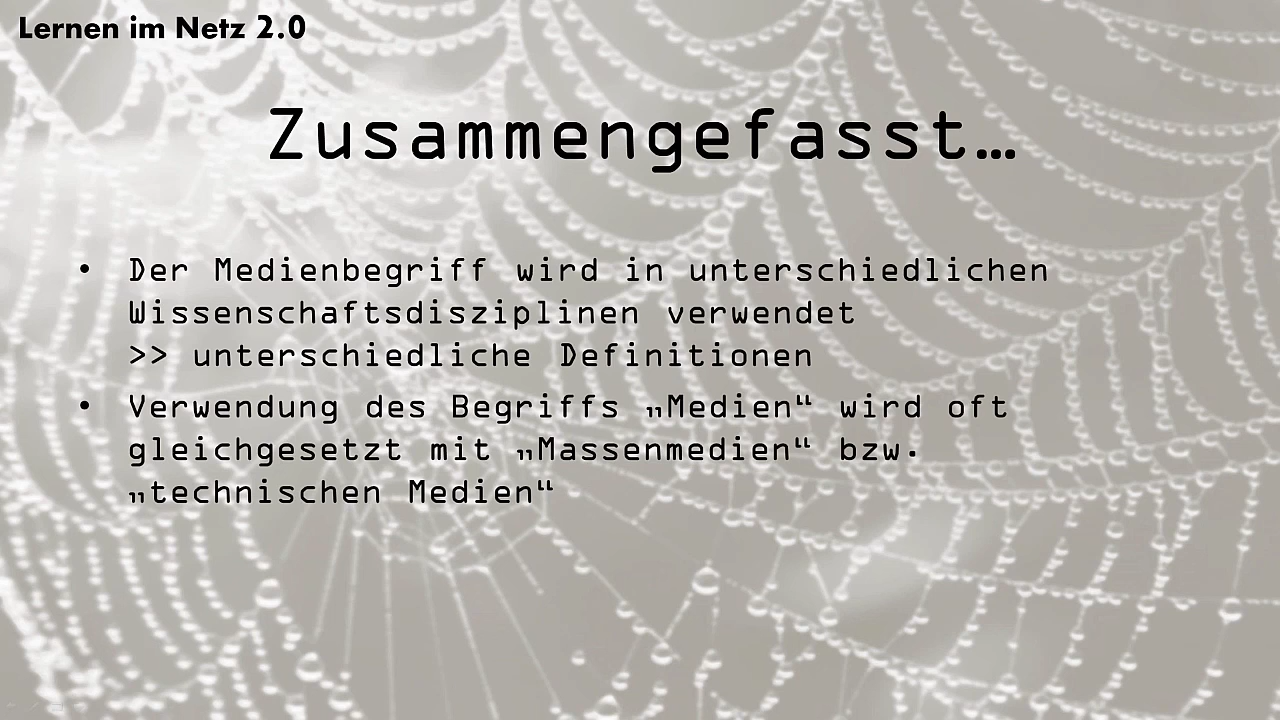 Lernen im Netz 2.0
Zusammengefasst…
• Der Medienbegriff wird in unterschiedlichen
Wissenschaftsdisziplinen verwendet
>> unterschiedliche Definitionen
• Verwendung des Begriffs „Medien“ wird oft
gleichgesetzt mit „Massenmedien“ bzw.
„technischen Medien“